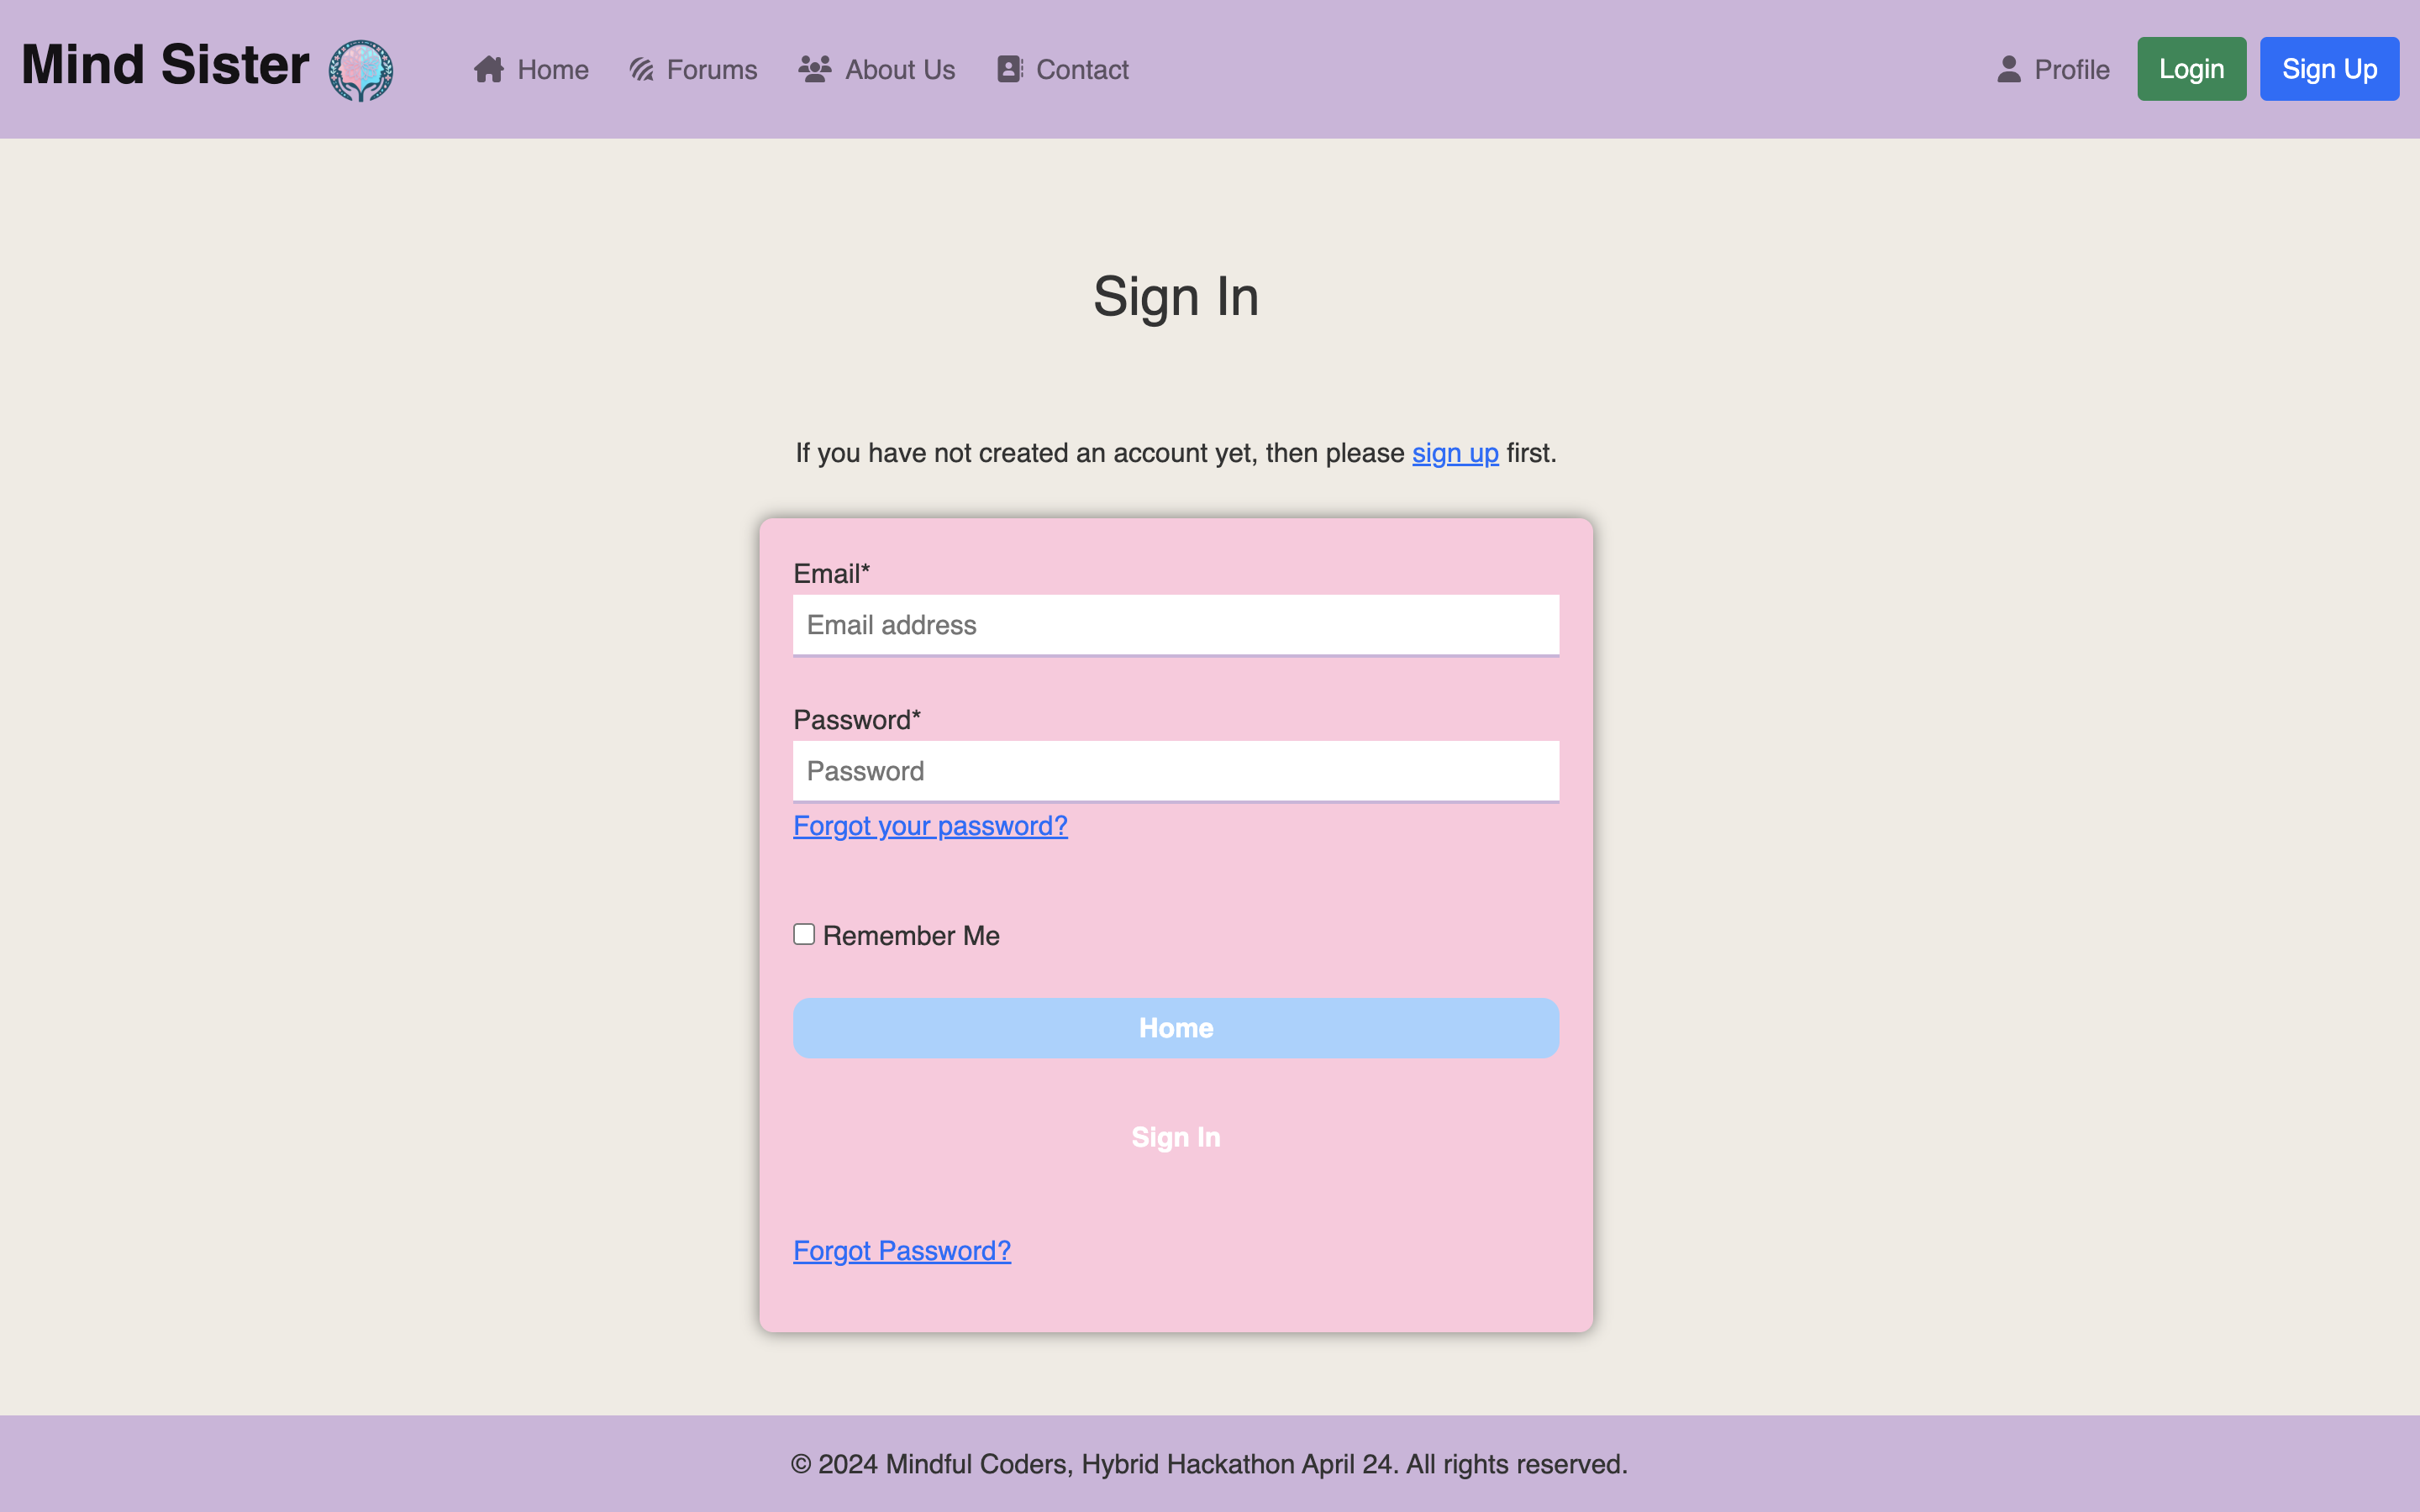 Mind Sister
Home
Forums
About Us
Contact
Profile
Login
Sign Up
Sign In
If you have not created an account yet, then please sign up first.
Email*
Email address
Password*
Password
Forgot your password?
Remember Me
Home
Sign In
Forgot Password?
© 2024 Mindful Coders, Hybrid Hackathon April 24. All rights reserved.